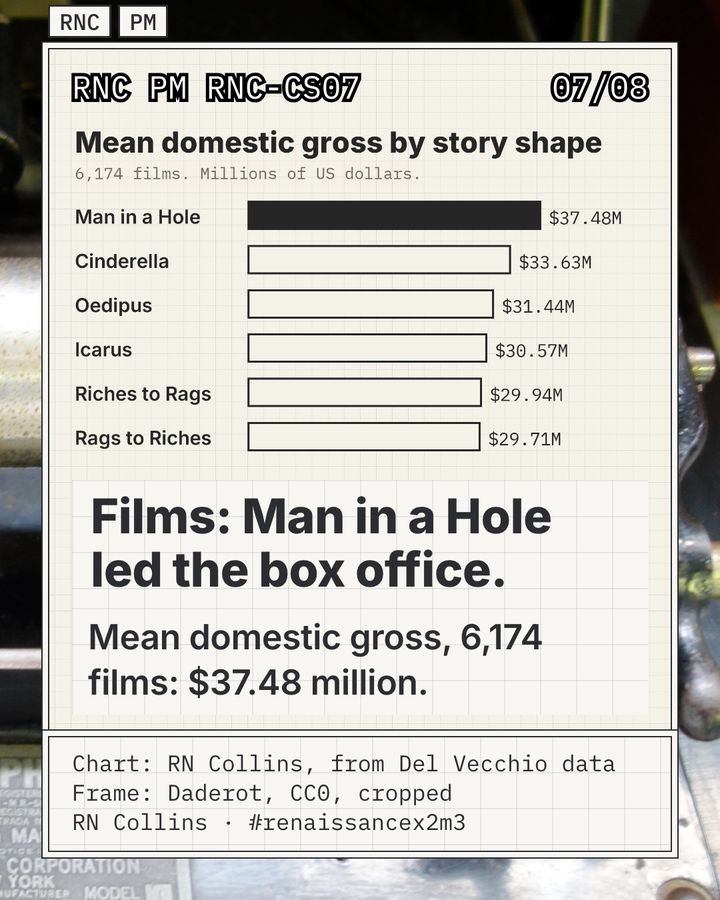 RNC PM
RNC PM RNC-CS07 07/08
Mean domestic gross by story shape
6,174 films. Millions of US dollars.
Man in a Hole $37.48M
Cinderella $33.63M
Oedipus $31.44M
Icarus $30.57M
Riches to Rags $29.94M
Rags to Riches $29.71M
Films: Man in a Hole
led the box office.
Mean domestic gross, 6,174
films: $37.48 million.
Chart: RN Collins, from Del Vecchio data
Frame: Daderot, CC0, cropped
RN Collins · #renaissancex2m3
CORPORATION
YORK
MODEL